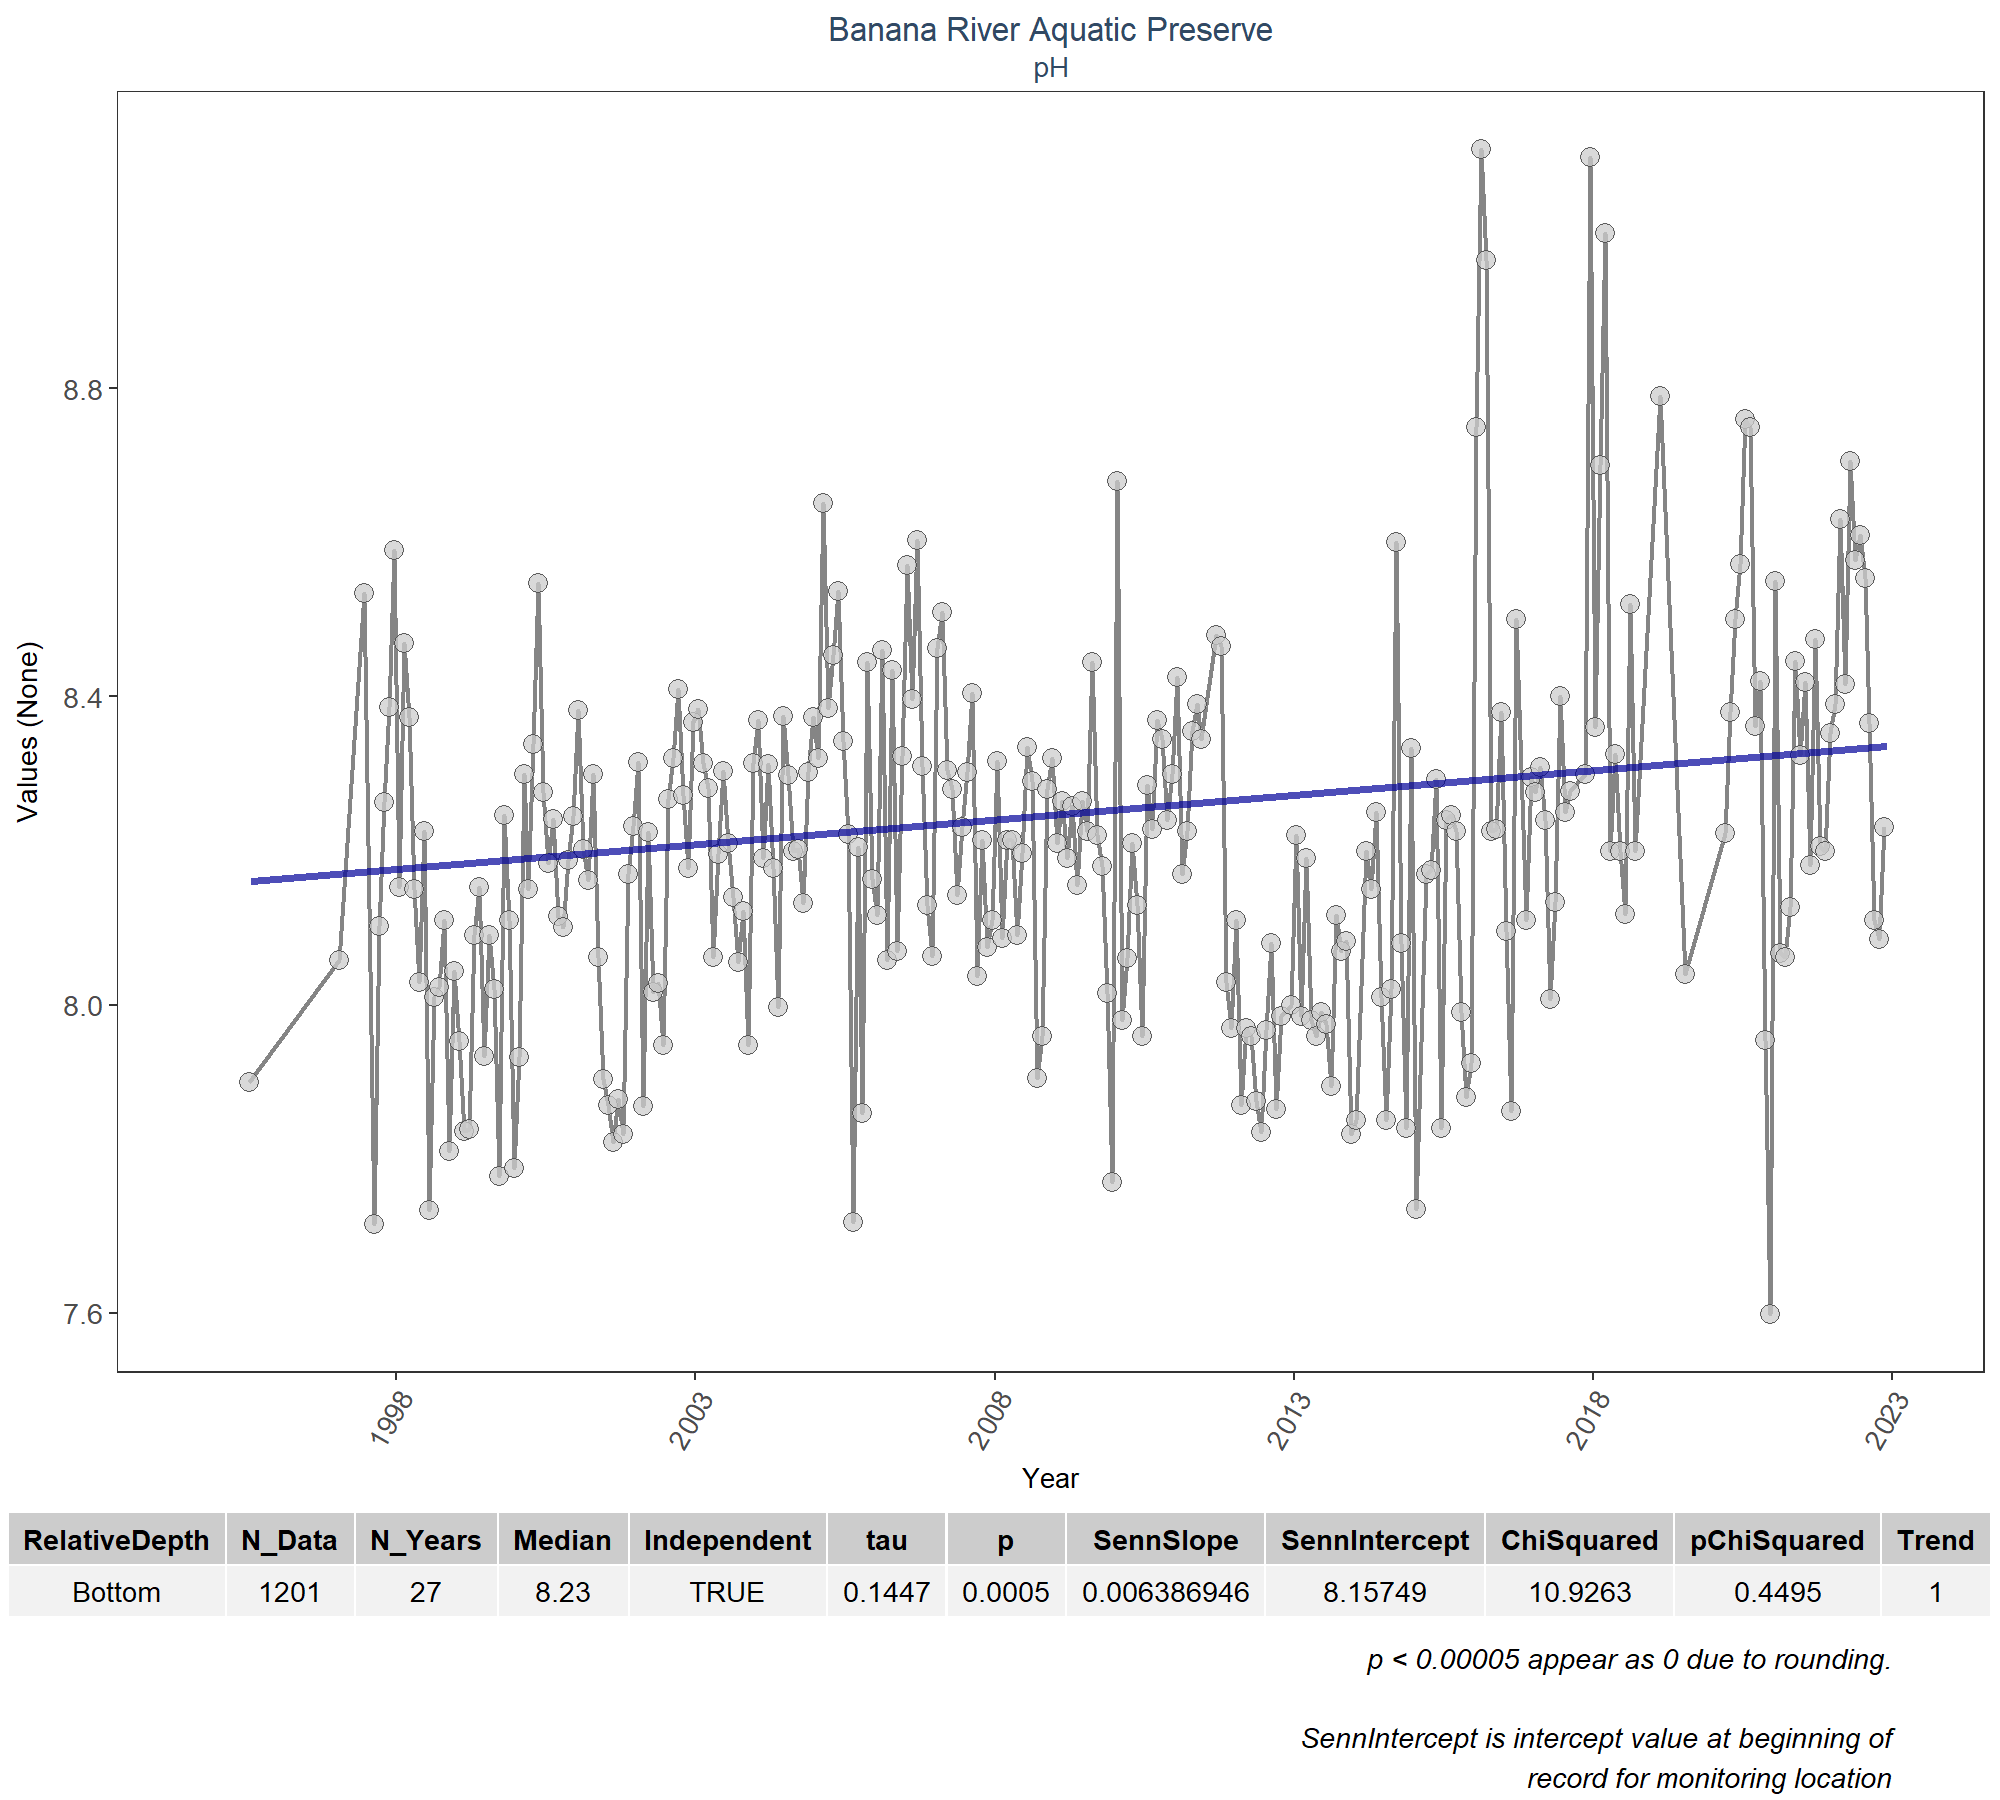 Banana River Aquatic Preserve
pH
Values (None)
8.8
8.4
8.0
7.6
1998 2003 2008 2013 2018 2023
Year
RelativeDepth N_Data N_Years Median Independent tau p SennSlope SennIntercept ChiSquared pChiSquared Trend
Bottom 1201 27 8.23 TRUE 0.1447 0.0005 0.006386946 8.15749 10.9263 0.4495 1
p < 0.00005 appear as 0 due to rounding.
SennIntercept is intercept value at beginning of
record for monitoring location